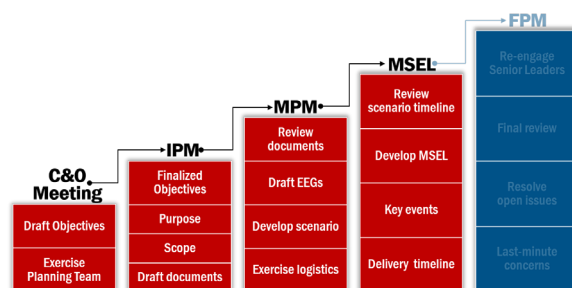 C&O
Meeting
Draft Objectives
Exercise
Planning Team
IPM
Finalized
Objectives
Purpose
Scope
Draft documents
MPM
Review
documents
Draft EEGs
Develop scenario
Exercise logistics
MSEL
Review
scenario timeline
Develop MSEL
Key events
Delivery timeline
FPM
Re-engage
Senior Leaders
Final review
Resolve
open issues
Last-minute
concerns